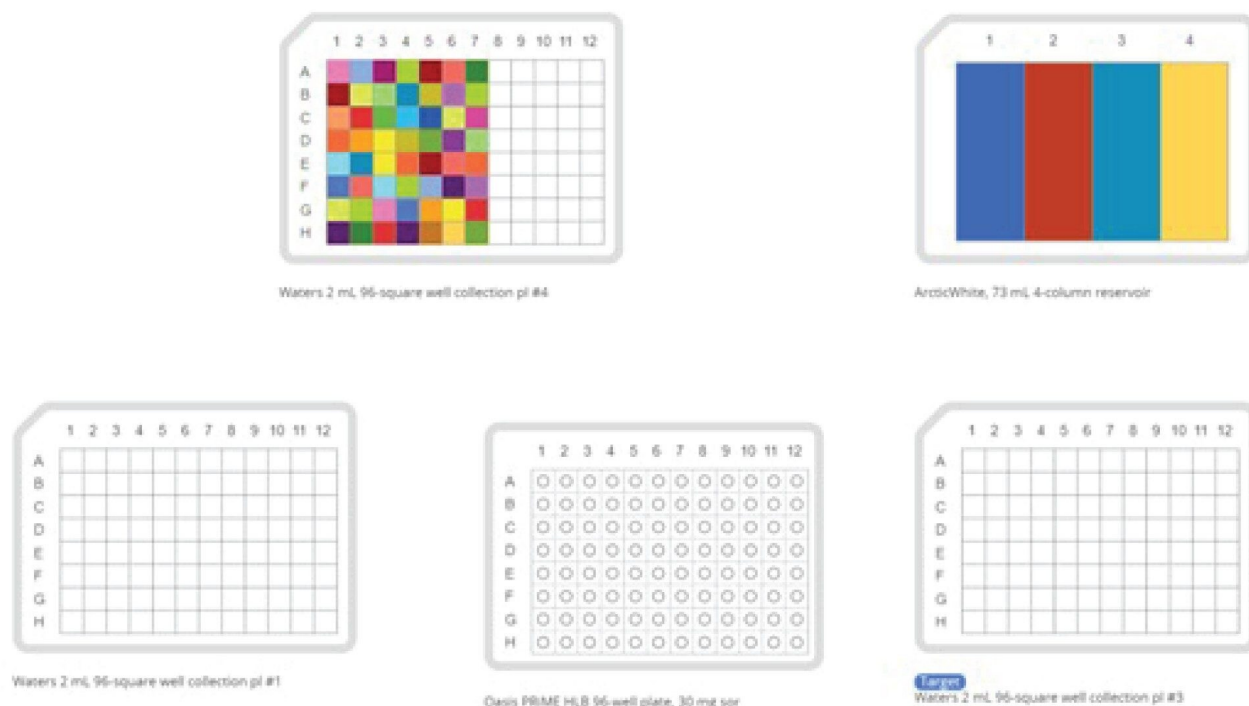 1 2 3 4 5 6 7 8 9 10 11 12
A
B
C
D
E
F
G
H
Waters 2 mL, 96-square well collection pl #4
1 2 3 4
ArcticWhite, 73 mL 4-column reservoir
1 2 3 4 5 6 7 8 9 10 11 12
A
B
C
D
E
F
G
H
Waters 2 mL, 96-square well collection pl #1
1 2 3 4 5 6 7 8 9 10 11 12
A
B
C
D
E
F
G
H
Oasis PRiME HLB 96-well plate, 30 mg sor
1 2 3 4 5 6 7 8 9 10 11 12
A
B
C
D
E
F
G
H
Target
Waters 2 mL, 96-square well collection pl #3